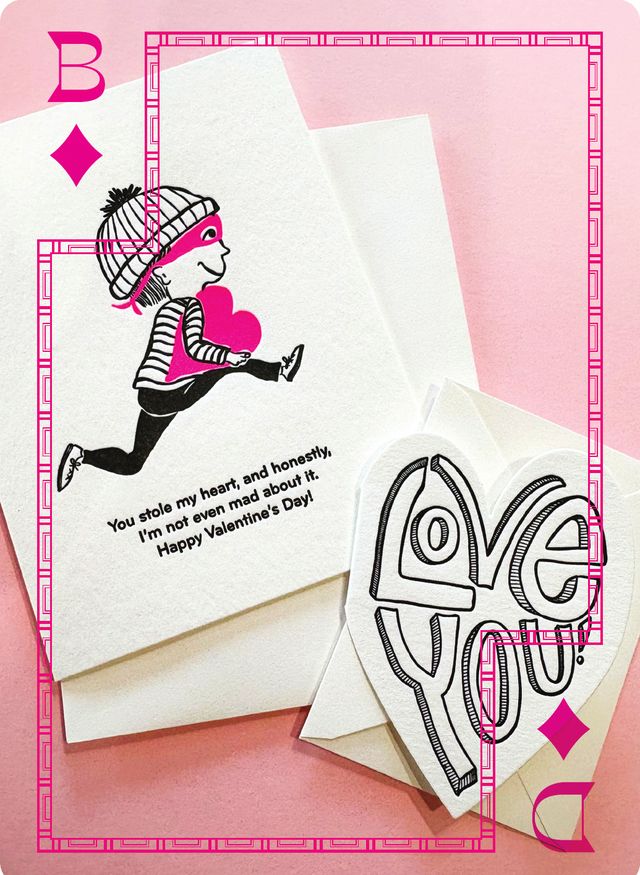 B
You stole my heart, and honestly,
I'm not even mad about it.
Happy Valentine's Day!
LOVe
YOU!
D